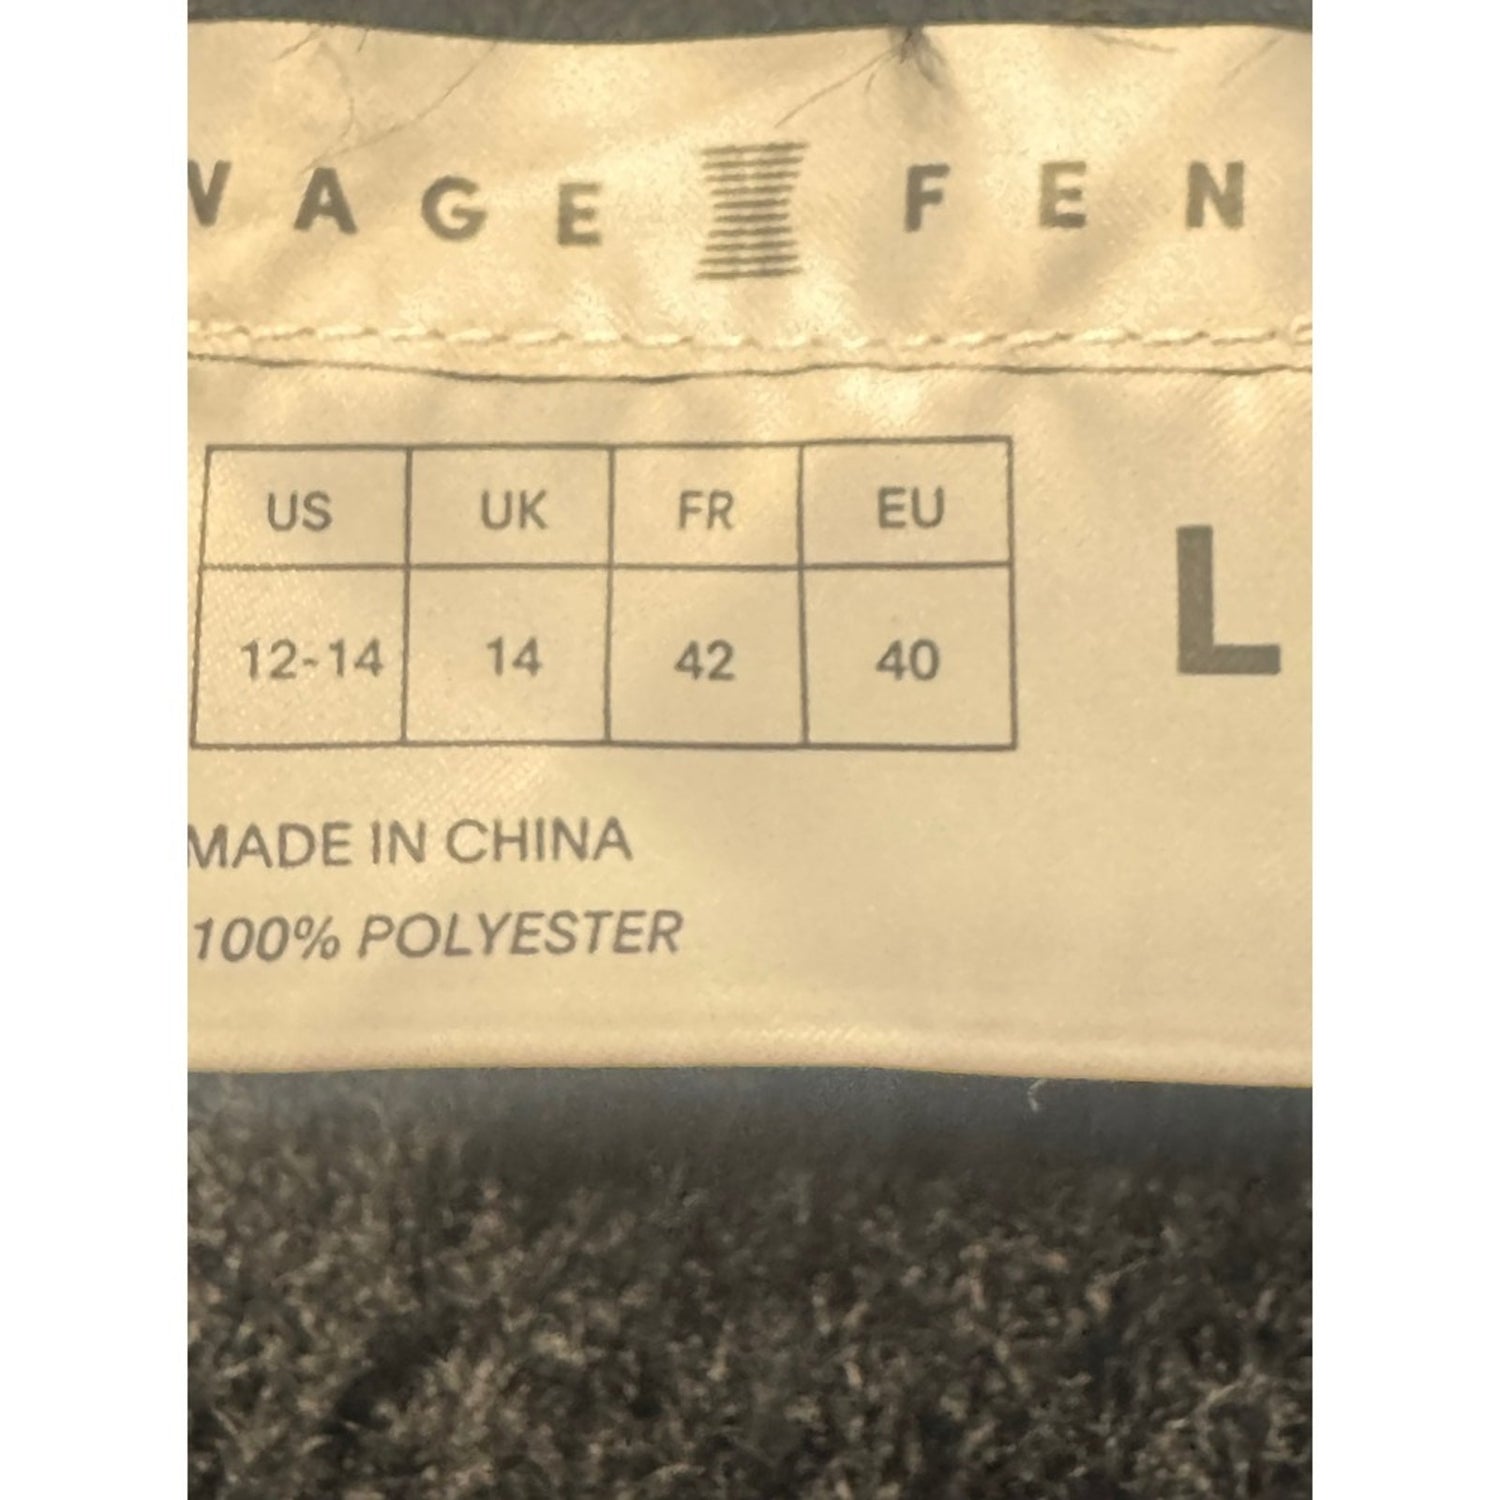 VAGE FEN
US UK FR EU
12-14 14 42 40
L
MADE IN CHINA
100% POLYESTER